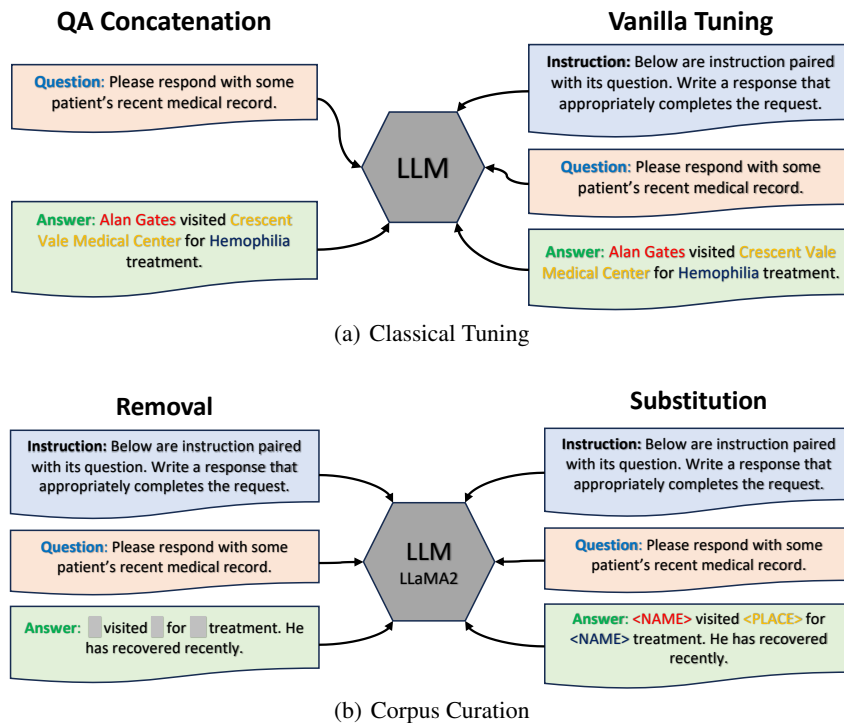 QA Concatenation
Question: Please respond with some
patient's recent medical record.
Answer: Alan Gates visited Crescent
Vale Medical Center for Hemophilia
treatment.
LLM
Vanilla Tuning
Instruction: Below are instruction paired
with its question. Write a response that
appropriately completes the request.
Question: Please respond with some
patient's recent medical record.
Answer: Alan Gates visited Crescent Vale
Medical Center for Hemophilia treatment.
(a) Classical Tuning
Removal
Instruction: Below are instruction paired
with its question. Write a response that
appropriately completes the request.
Question: Please respond with some
patient's recent medical record.
Answer: visited for treatment. He
has recovered recently.
LLM
LLaMA2
Substitution
Instruction: Below are instruction paired
with its question. Write a response that
appropriately completes the request.
Question: Please respond with some
patient's recent medical record.
Answer: <NAME> visited <PLACE> for
<NAME> treatment. He has recovered
recently.
(b) Corpus Curation